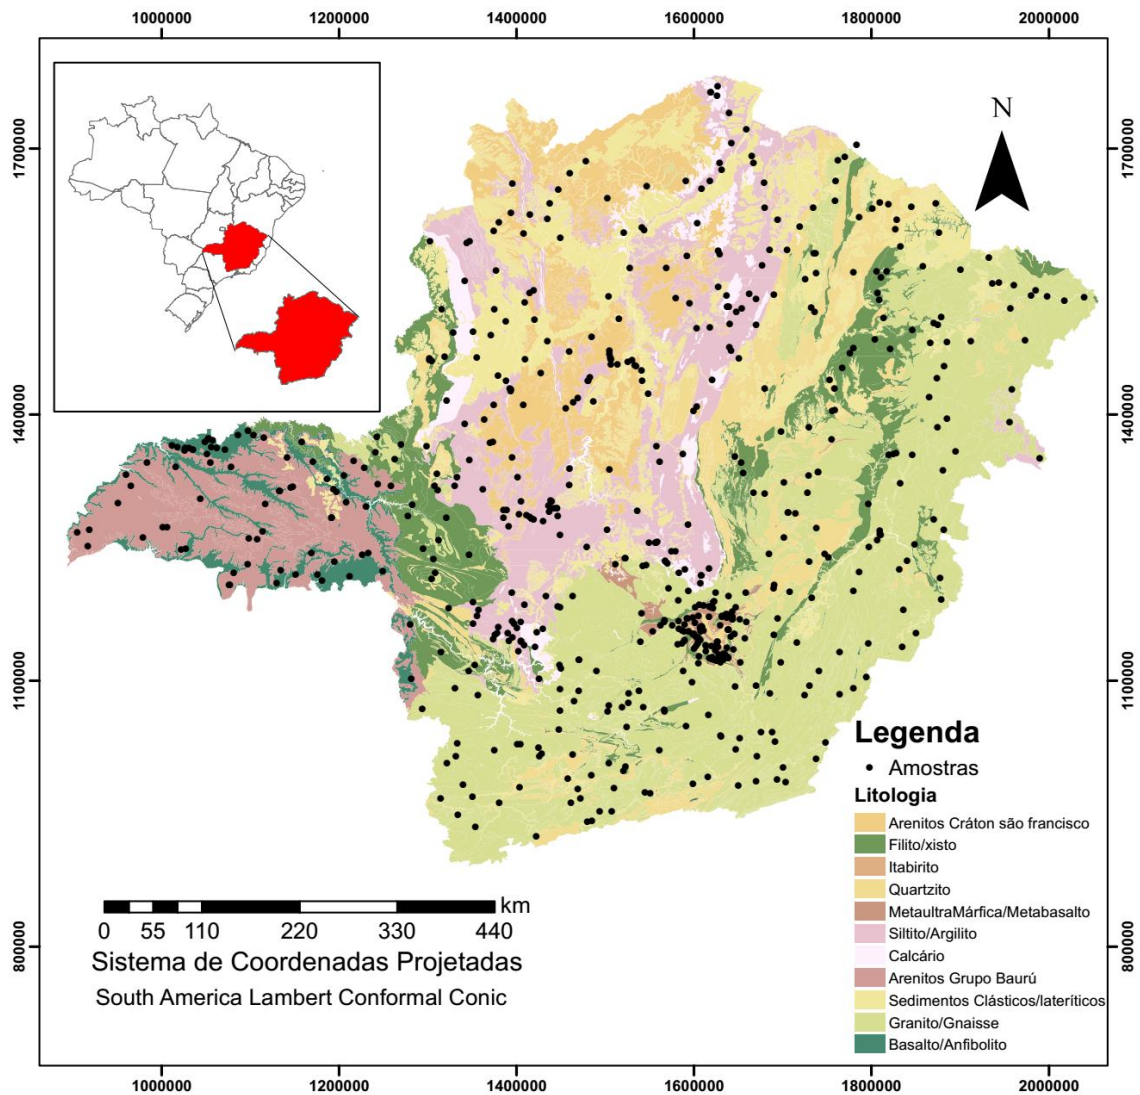 1000000 1200000 1400000 1600000 1800000 2000000
1700000 1700000
N
1400000 1400000
1100000 1100000
Legenda
Amostras
Litologia
Arenitos Cráton são francisco
Filito/xisto
Itabirito
Quartzito
MetaultraMárfica/Metabasalto
Siltito/Argilito
Calcário
Arenitos Grupo Baurú
Sedimentos Clásticos/lateríticos
Granito/Gnaisse
Basalto/Anfibolito
km
0 55 110 220 330 440
800000 800000
Sistema de Coordenadas Projetadas
South America Lambert Conformal Conic
1000000 1200000 1400000 1600000 1800000 2000000